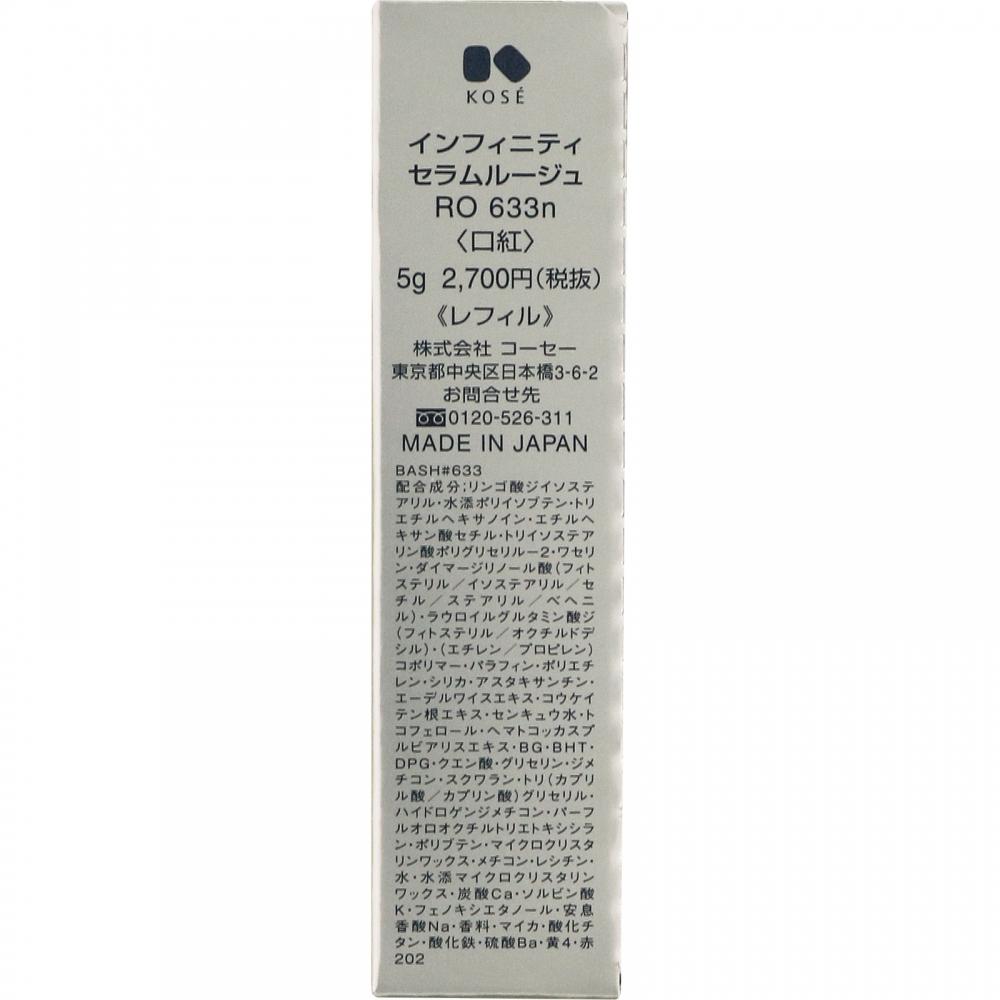 KOSÉ
インフィニティ
セラムルージュ
RO 633n
〈口紅〉
5g 2,700円(税抜)
《レフィル》
株式会社 コーセー
東京都中央区日本橋3-6-2
お問合せ先
0120-526-311
MADE IN JAPAN
BASH#633
配合成分;リンゴ酸ジイソステ
アリル・水添ポリイソブテン・トリ
エチルヘキサノイン・エチルヘ
キサン酸セチル・トリイソステア
リン酸ポリグリセリルー2・ワセリ
ン・ダイマージリノール酸(フィト
ステリル/イソステアリル/セ
チル/ステアリル/ベヘニ
ル)・ラウロイルグルタミン酸ジ
(フィトステリル/オクチルドデ
シル)・(エチレン/プロピレン)
コポリマー・パラフィン・ポリエチ
レン・シリカ・アスタキサンチン・
エーデルワイスエキス・コウケイ
テン根エキス・センキュウ水・ト
コフェロール・ヘマトコッカスプ
ルビアリスエキス・BG・BHT・
DPG・クエン酸・グリセリン・ジメ
チコン・スクワラン・トリ(カプリ
ル酸/カプリン酸)グリセリル・
ハイドロゲンジメチコン・パーフ
ルオロオクチルトリエトキシシラ
ン・ポリブテン・マイクロクリスタ
リンワックス・メチコン・レシチン・
水・水添マイクロクリスタリン
ワックス・炭酸Ca・ソルビン酸
K・フェノキシエタノール・安息
香酸Na・香料・マイカ・酸化チ
タン・酸化鉄・硫酸Ba・黄4・赤
202